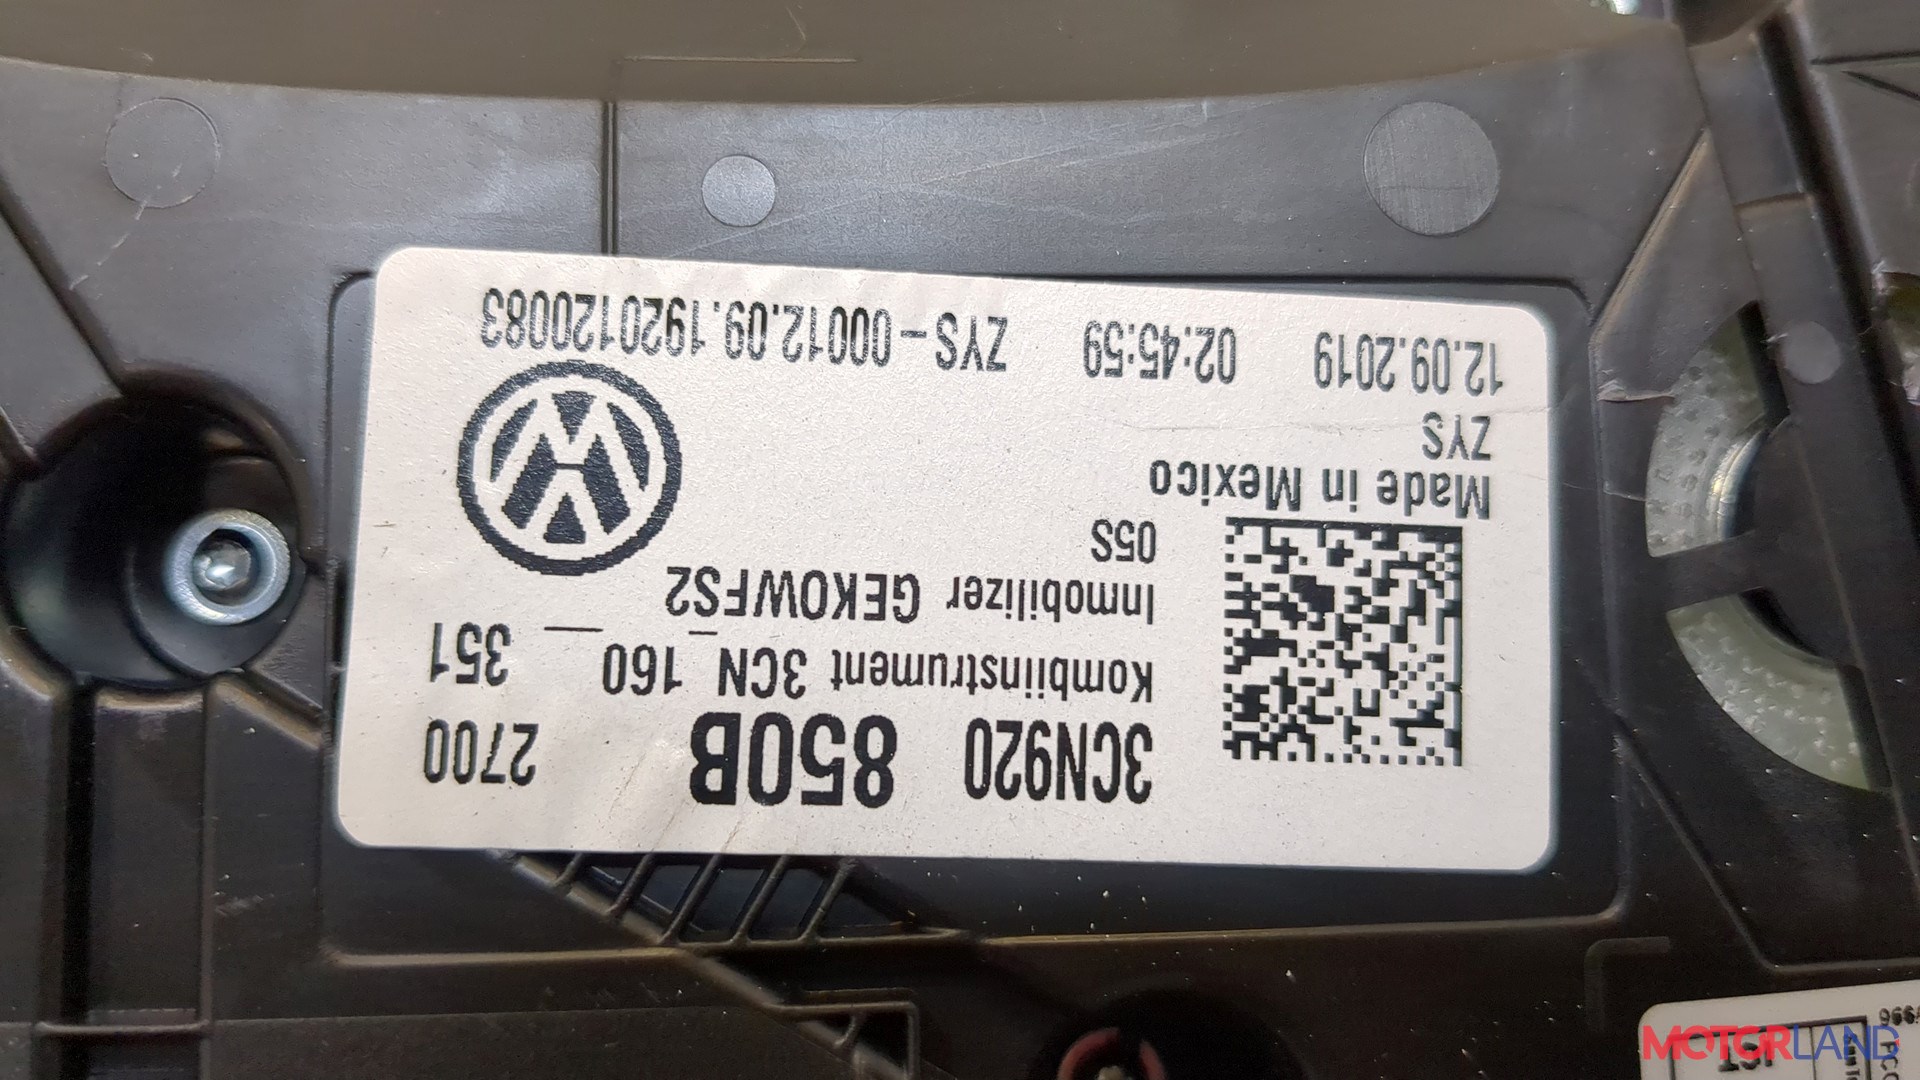 3CN920 850B 2700
Kombiinstrument 3CN 160 351
Inmobilizer GEKOWFS2
05S
Made in Mexico
ZYS
12.09.2019 02:45:59 ZYS-00012.09.1920120083
MOTORLAND